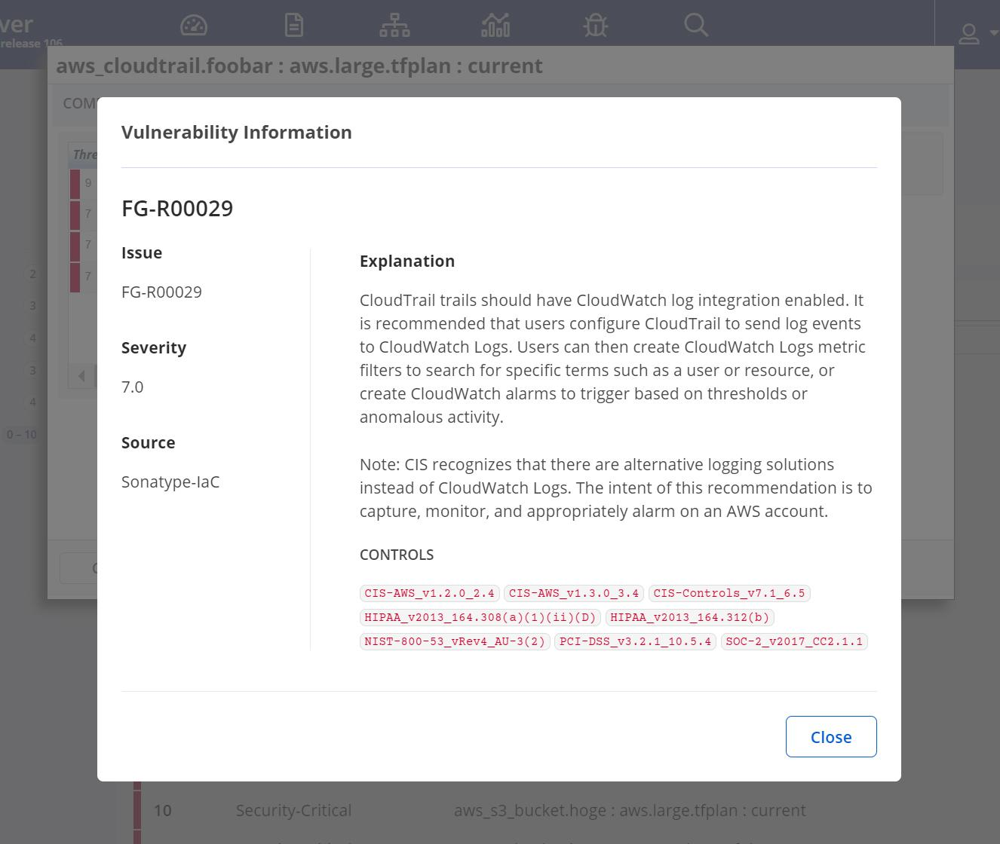 ver
release 106
aws_cloudtrail.foobar : aws.large.tfplan : current
COM
Vulnerability Information
Thre
9
7
7
7
2
3
4
3
4
0 – 10
FG-R00029
Issue
FG-R00029
Severity
7.0
Source
Sonatype-IaC
Explanation
CloudTrail trails should have CloudWatch log integration enabled. It
is recommended that users configure CloudTrail to send log events
to CloudWatch Logs. Users can then create CloudWatch Logs metric
filters to search for specific terms such as a user or resource, or
create CloudWatch alarms to trigger based on thresholds or
anomalous activity.
Note: CIS recognizes that there are alternative logging solutions
instead of CloudWatch Logs. The intent of this recommendation is to
capture, monitor, and appropriately alarm on an AWS account.
CONTROLS
CIS-AWS_v1.2.0_2.4 CIS-AWS_v1.3.0_3.4 CIS-Controls_v7.1_6.5
HIPAA_v2013_164.308(a)(1)(ii)(D) HIPAA_v2013_164.312(b)
NIST-800-53_vRev4_AU-3(2) PCI-DSS_v3.2.1_10.5.4 SOC-2_v2017_CC2.1.1
Close
10 Security-Critical aws_s3_bucket.hoge : aws.large.tfplan : current